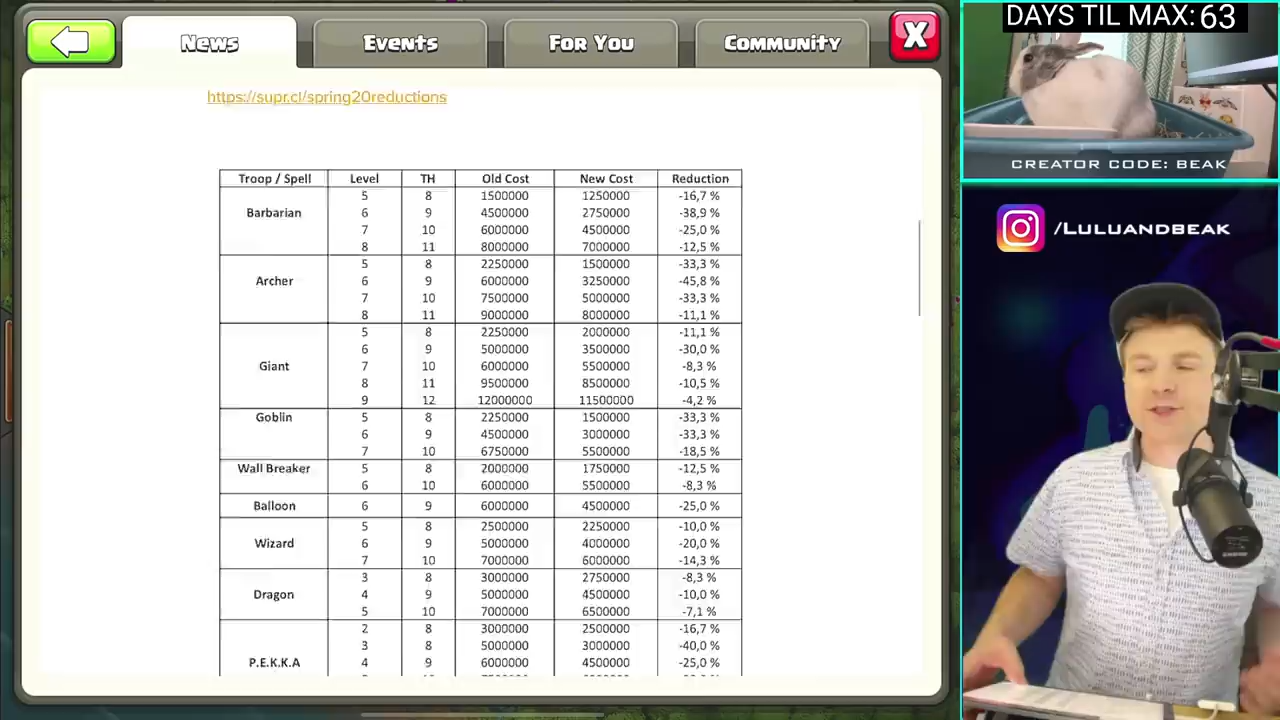 DAYS TIL MAX: 63
News
Events
For You
Community
X
https://supr.cl/spring20reductions
CREATOR CODE: BEAK
/LULUANDBEAK
Troop / Spell Level TH Old Cost New Cost Reduction
Barbarian
5 8 1500000 1250000 -16,7 %
6 9 4500000 2750000 -38,9 %
7 10 6000000 4500000 -25,0 %
8 11 8000000 7000000 -12,5 %
Archer
5 8 2250000 1500000 -33,3 %
6 9 6000000 3250000 -45,8 %
7 10 7500000 5000000 -33,3 %
8 11 9000000 8000000 -11,1 %
Giant
5 8 2250000 2000000 -11,1 %
6 9 5000000 3500000 -30,0 %
7 10 6000000 5500000 -8,3 %
8 11 9500000 8500000 -10,5 %
9 12 12000000 11500000 -4,2 %
Goblin
5 8 2250000 1500000 -33,3 %
6 9 4500000 3000000 -33,3 %
7 10 6750000 5500000 -18,5 %
Wall Breaker
5 8 2000000 1750000 -12,5 %
6 10 6000000 5500000 -8,3 %
Balloon
6 9 6000000 4500000 -25,0 %
Wizard
5 8 2500000 2250000 -10,0 %
6 9 5000000 4000000 -20,0 %
7 10 7000000 6000000 -14,3 %
Dragon
3 8 3000000 2750000 -8,3 %
4 9 5000000 4500000 -10,0 %
5 10 7000000 6500000 -7,1 %
P.E.K.K.A
2 8 3000000 2500000 -16,7 %
3 8 5000000 3000000 -40,0 %
4 9 6000000 4500000 -25,0 %